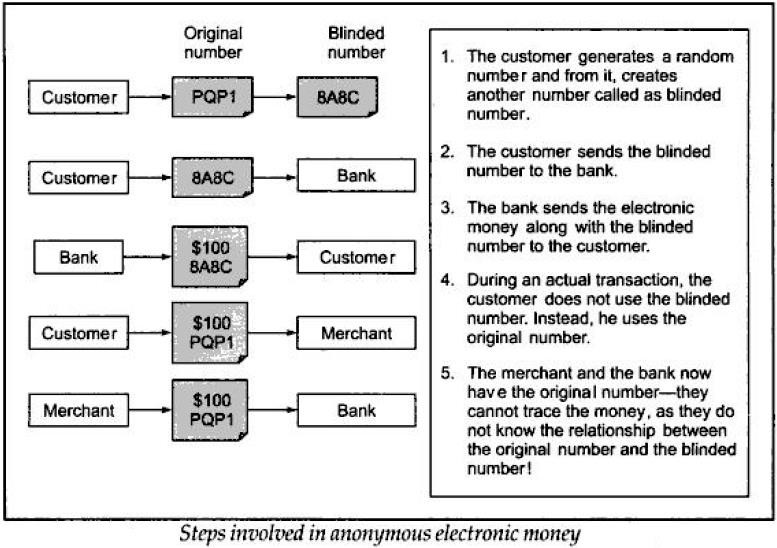 Original
number
Blinded
number
Customer
PQP1
8A8C
Customer
8A8C
Bank
Bank
$100
8A8C
Customer
Customer
$100
PQP1
Merchant
Merchant
$100
PQP1
Bank
1. The customer generates a random
number and from it, creates
another number called as blinded
number.
2. The customer sends the blinded
number to the bank.
3. The bank sends the electronic
money along with the blinded
number to the customer.
4. During an actual transaction, the
customer does not use the blinded
number. Instead, he uses the
original number.
5. The merchant and the bank now
have the original number—they
cannot trace the money, as they do
not know the relationship between
the original number and the blinded
number!
Steps involved in anonymous electronic money